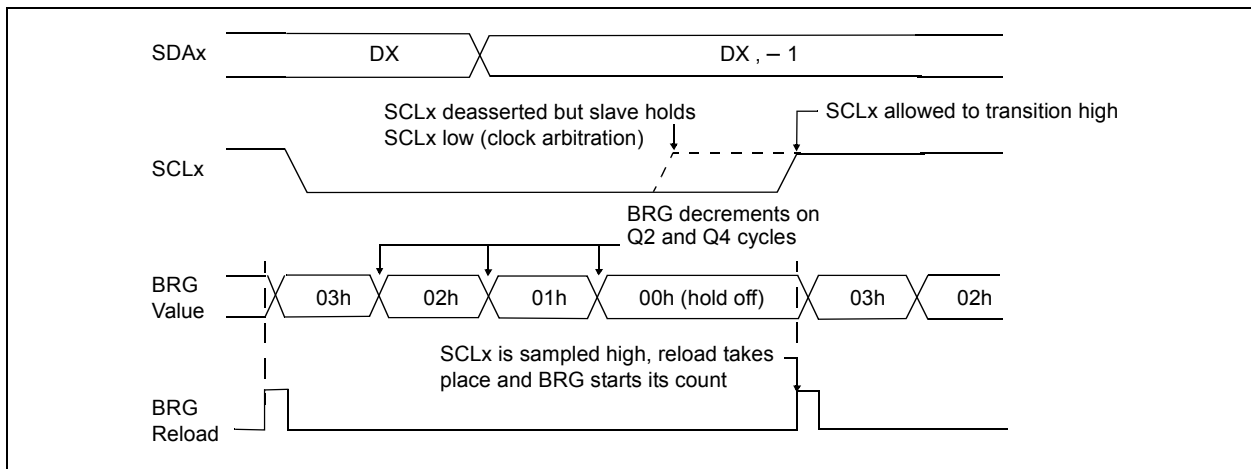 SDAx
DX
DX , – 1
SCLx deasserted but slave holds
SCLx low (clock arbitration)
SCLx allowed to transition high
SCLx
BRG decrements on
Q2 and Q4 cycles
BRG
Value
03h
02h
01h
00h (hold off)
03h
02h
SCLx is sampled high, reload takes
place and BRG starts its count
BRG
Reload